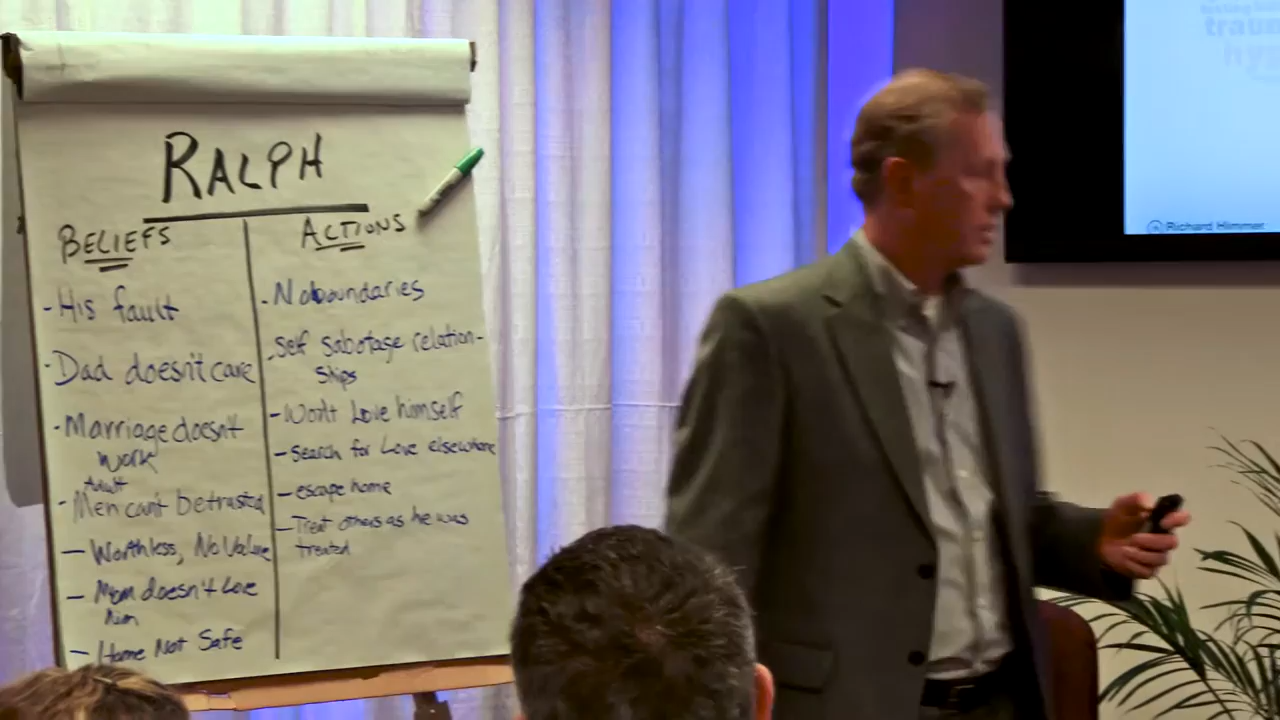 RALPH
BELIEFS
- His fault
- Dad doesn't care
- Marriage doesn't
work
Adult
- Men can't be trusted
- Worthless, No Value
- Mom doesn't love
him
- Home Not Safe
ACTIONS
- No boundaries
- Self sabotage relation-
ships
- Won't Love himself
- Search for Love elsewhere
- escape home
- Treat others as he was
treated
Richard Himmer